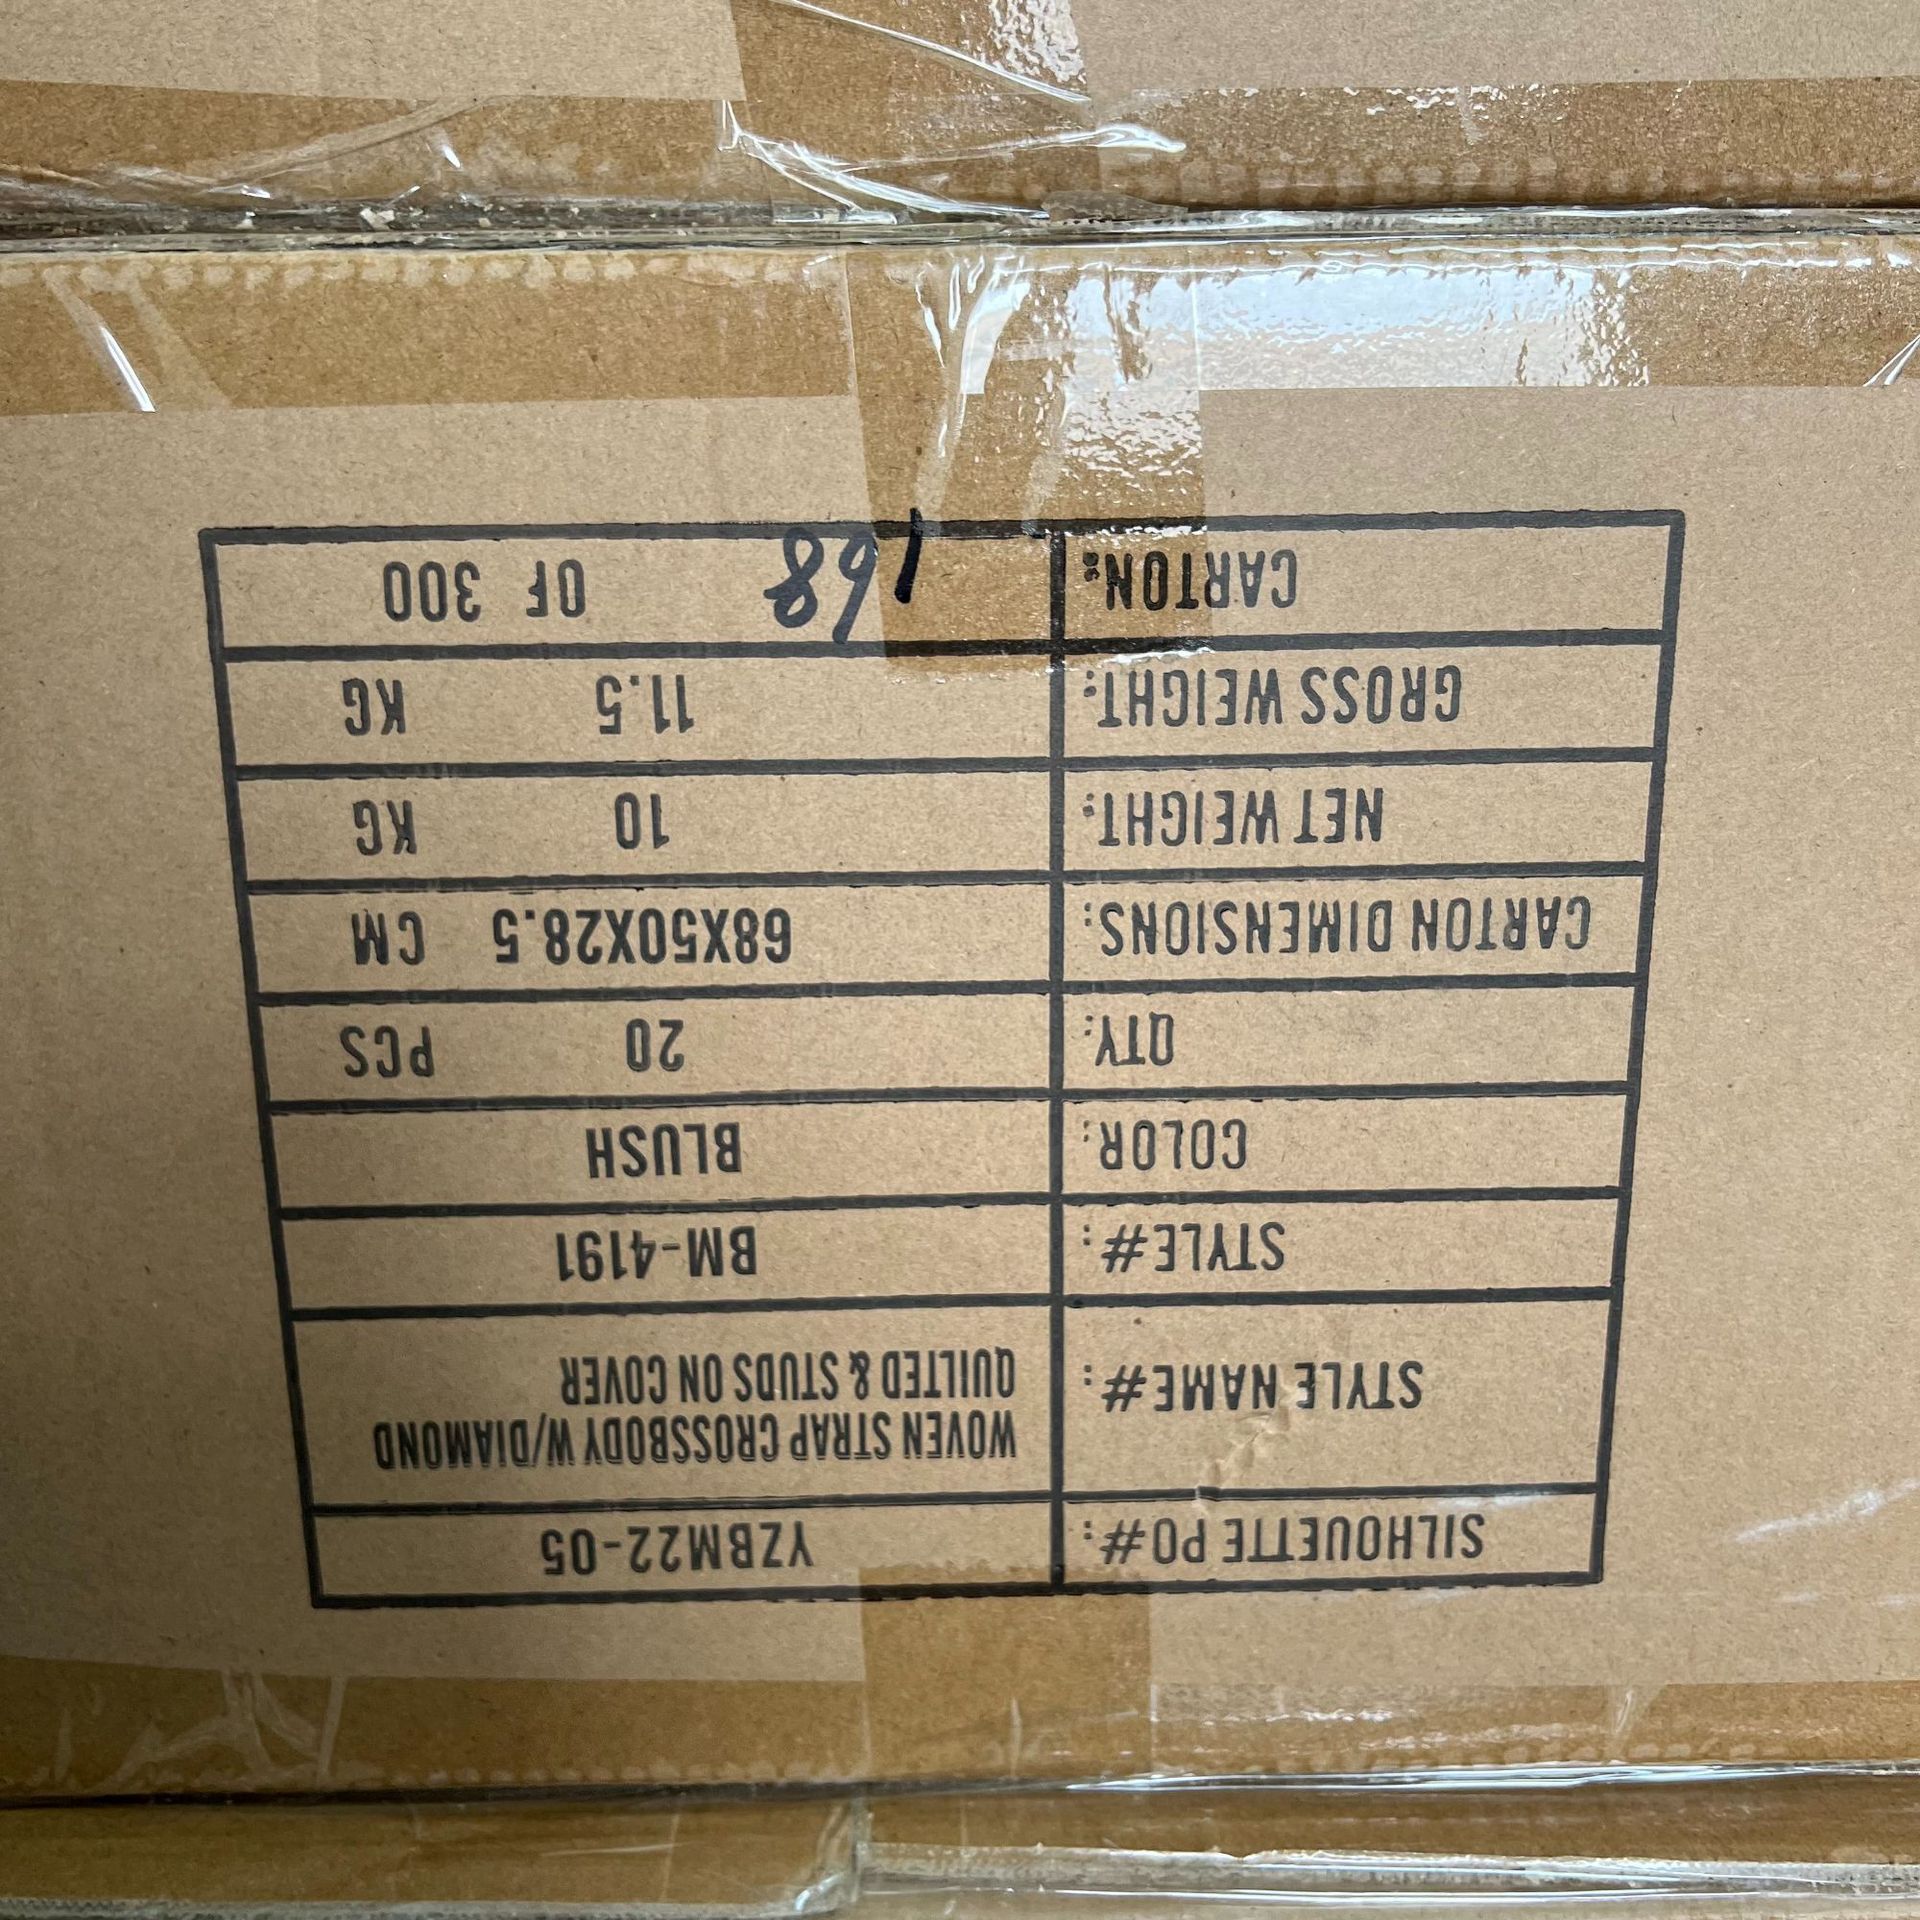 SILHOUETTE PO#: YZBM22-05
STYLE NAME#: WOVEN STRAP CROSSBODY W/DIAMOND
QUILTED & STUDS ON COVER
STYLE#: BM-4191
COLOR: BLUSH
QTY: 20 PCS
CARTON DIMENSIONS: 68X50X28.5 CM
NET WEIGHT: 10 KG
GROSS WEIGHT: 11.5 KG
CARTON: 168 OF 300